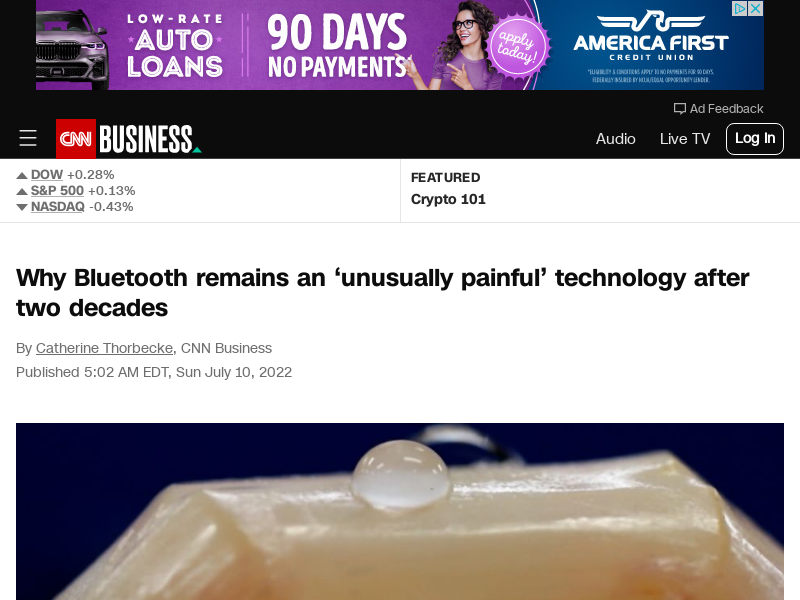 LOW-RATE
AUTO
LOANS
90 DAYS
NO PAYMENTS*
apply
today!
AMERICA FIRST
CREDIT UNION
*ELIGIBILITY & CONDITIONS APPLY TO NO PAYMENTS FOR 90 DAYS.
FEDERALLY INSURED BY NCUA/EQUAL OPPORTUNITY LENDER.
Ad Feedback
CNN BUSINESS
Audio
Live TV
Log In
DOW +0.28%
S&P 500 +0.13%
NASDAQ -0.43%
FEATURED
Crypto 101
Why Bluetooth remains an ‘unusually painful’ technology after
two decades
By Catherine Thorbecke, CNN Business
Published 5:02 AM EDT, Sun July 10, 2022